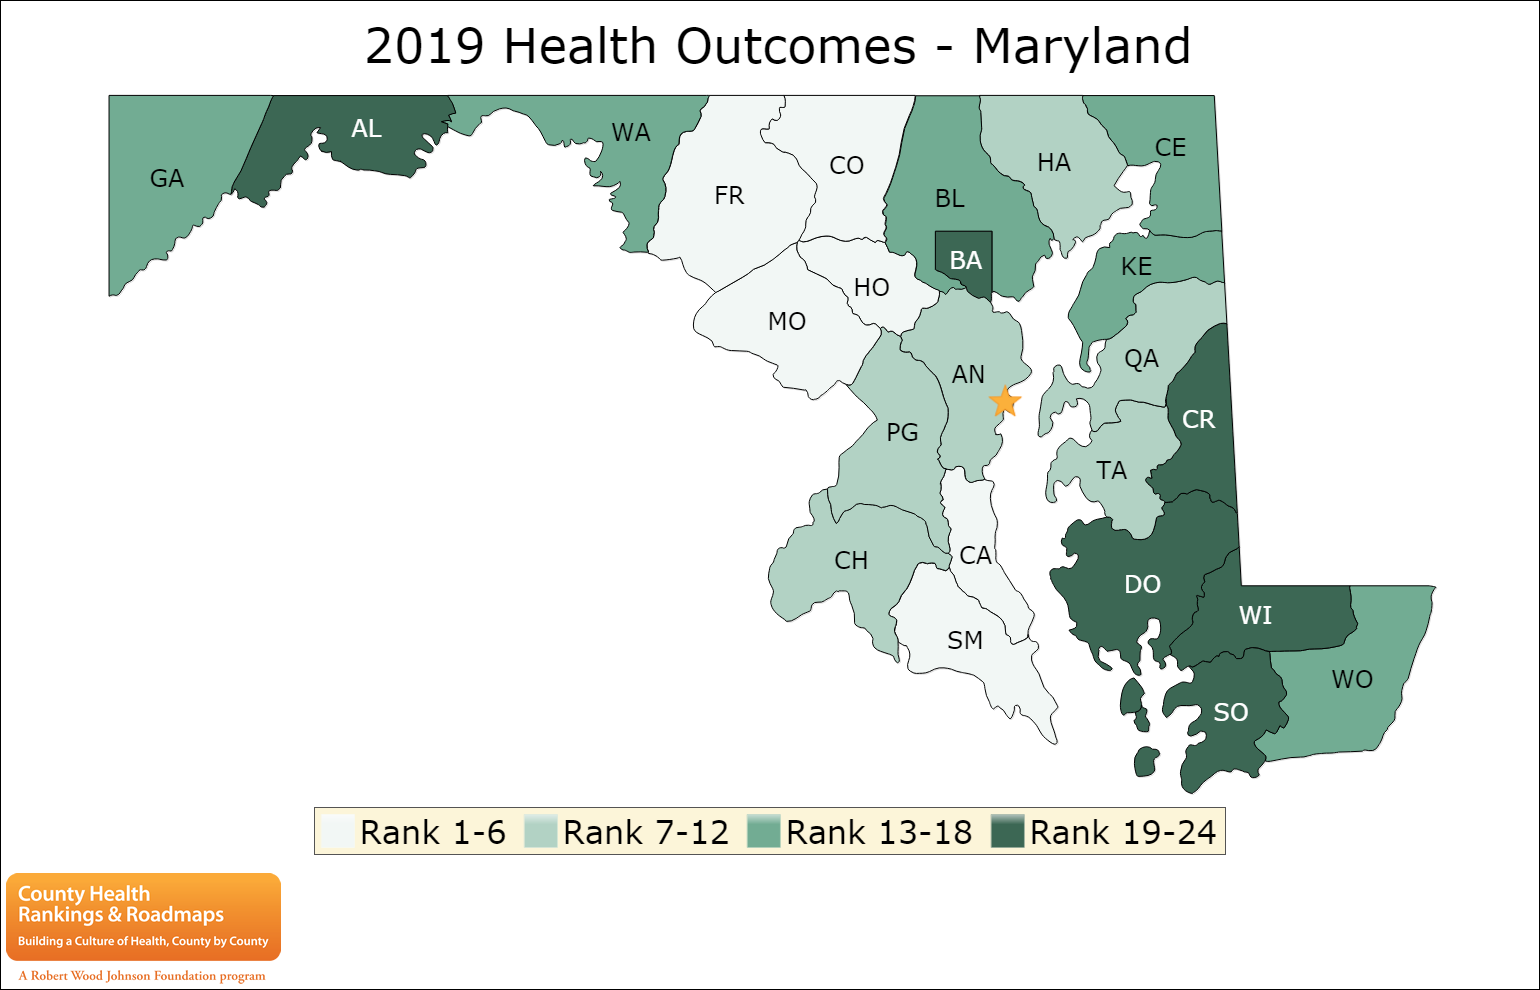 2019 Health Outcomes - Maryland
GA
AL
WA
FR
CO
BL
HA
CE
BA
KE
HO
MO
QA
AN
CR
PG
TA
CH
CA
DO
WI
SM
WO
SO
Rank 1-6 Rank 7-12 Rank 13-18 Rank 19-24
County Health
Rankings & Roadmaps
Building a Culture of Health, County by County
A Robert Wood Johnson Foundation program